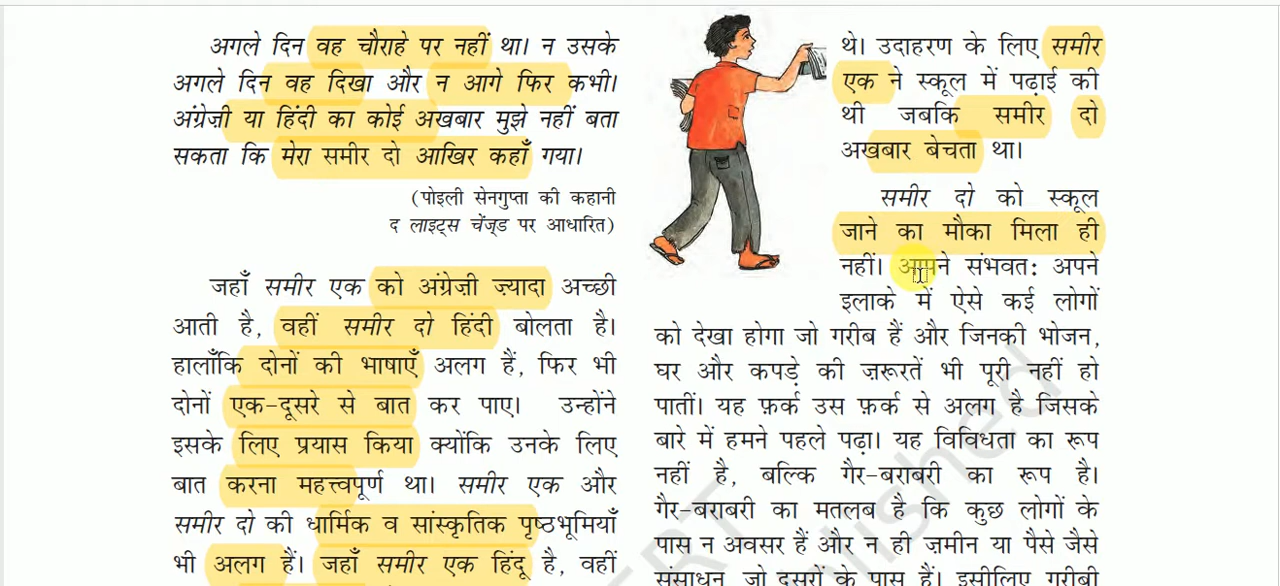 अगले दिन वह चौराहे पर नहीं था। न उसके
अगले दिन वह दिखा और न आगे फिर कभी।
अंग्रेज़ी या हिंदी का कोई अखबार मुझे नहीं बता
सकता कि मेरा समीर दो आखिर कहाँ गया।
(पोइली सेनगुप्ता की कहानी
द लाइट्स चेंज्ड पर आधारित)
जहाँ समीर एक को अंग्रेज़ी ज़्यादा अच्छी
आती है, वहीं समीर दो हिंदी बोलता है।
हालाँकि दोनों की भाषाएँ अलग हैं, फिर भी
दोनों एक-दूसरे से बात कर पाए। उन्होंने
इसके लिए प्रयास किया क्योंकि उनके लिए
बात करना महत्त्वपूर्ण था। समीर एक और
समीर दो की धार्मिक व सांस्कृतिक पृष्ठभूमियाँ
भी अलग हैं। जहाँ समीर एक हिंदू है, वहीं
थे। उदाहरण के लिए समीर
एक ने स्कूल में पढ़ाई की
थी जबकि समीर दो
अखबार बेचता था।
समीर दो को स्कूल
जाने का मौका मिला ही
नहीं। आपने संभवत: अपने
इलाके में ऐसे कई लोगों
को देखा होगा जो गरीब हैं और जिनकी भोजन,
घर और कपड़े की ज़रूरतें भी पूरी नहीं हो
पातीं। यह फ़र्क उस फ़र्क से अलग है जिसके
बारे में हमने पहले पढ़ा। यह विविधता का रूप
नहीं है, बल्कि गैर-बराबरी का रूप है।
गैर-बराबरी का मतलब है कि कुछ लोगों के
पास न अवसर हैं और न ही ज़मीन या पैसे जैसे
संसाधन, जो दूसरों के पास हैं। इसीलिए गरीबी